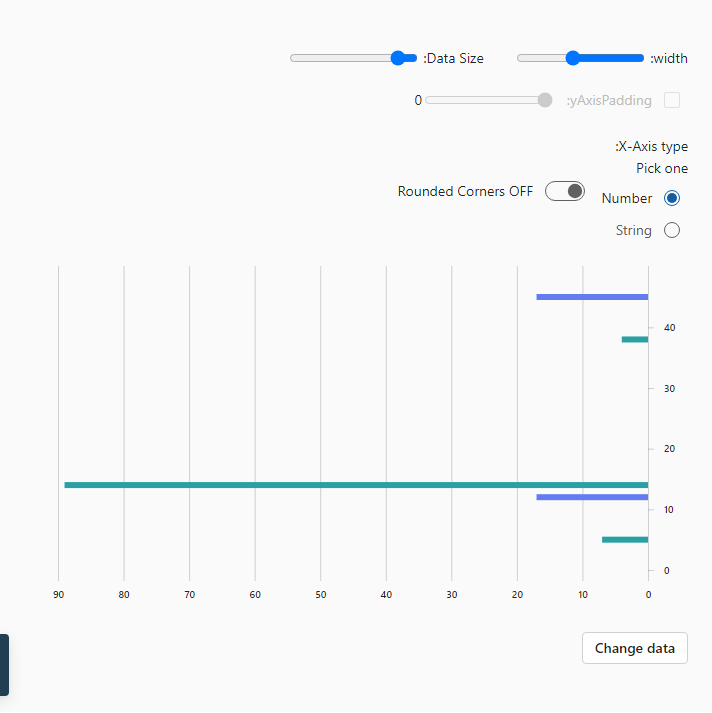 :width
:Data Size
:yAxisPadding 0
:X-Axis type
Pick one
Number
Rounded Corners OFF
String
40
30
20
10
0
90 80 70 60 50 40 30 20 10 0
Change data